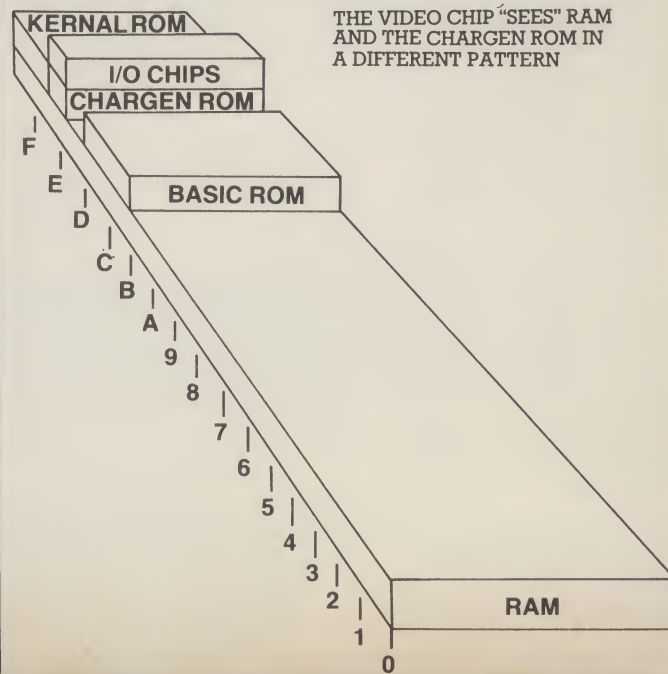 THE VIDEO CHIP "SEES" RAM
AND THE CHARGEN ROM IN
A DIFFERENT PATTERN
KERNAL ROM
I/O CHIPS
CHARGEN ROM
BASIC ROM
F
E
D
C
B
A
9
8
7
6
5
4
3
2
1
0
RAM